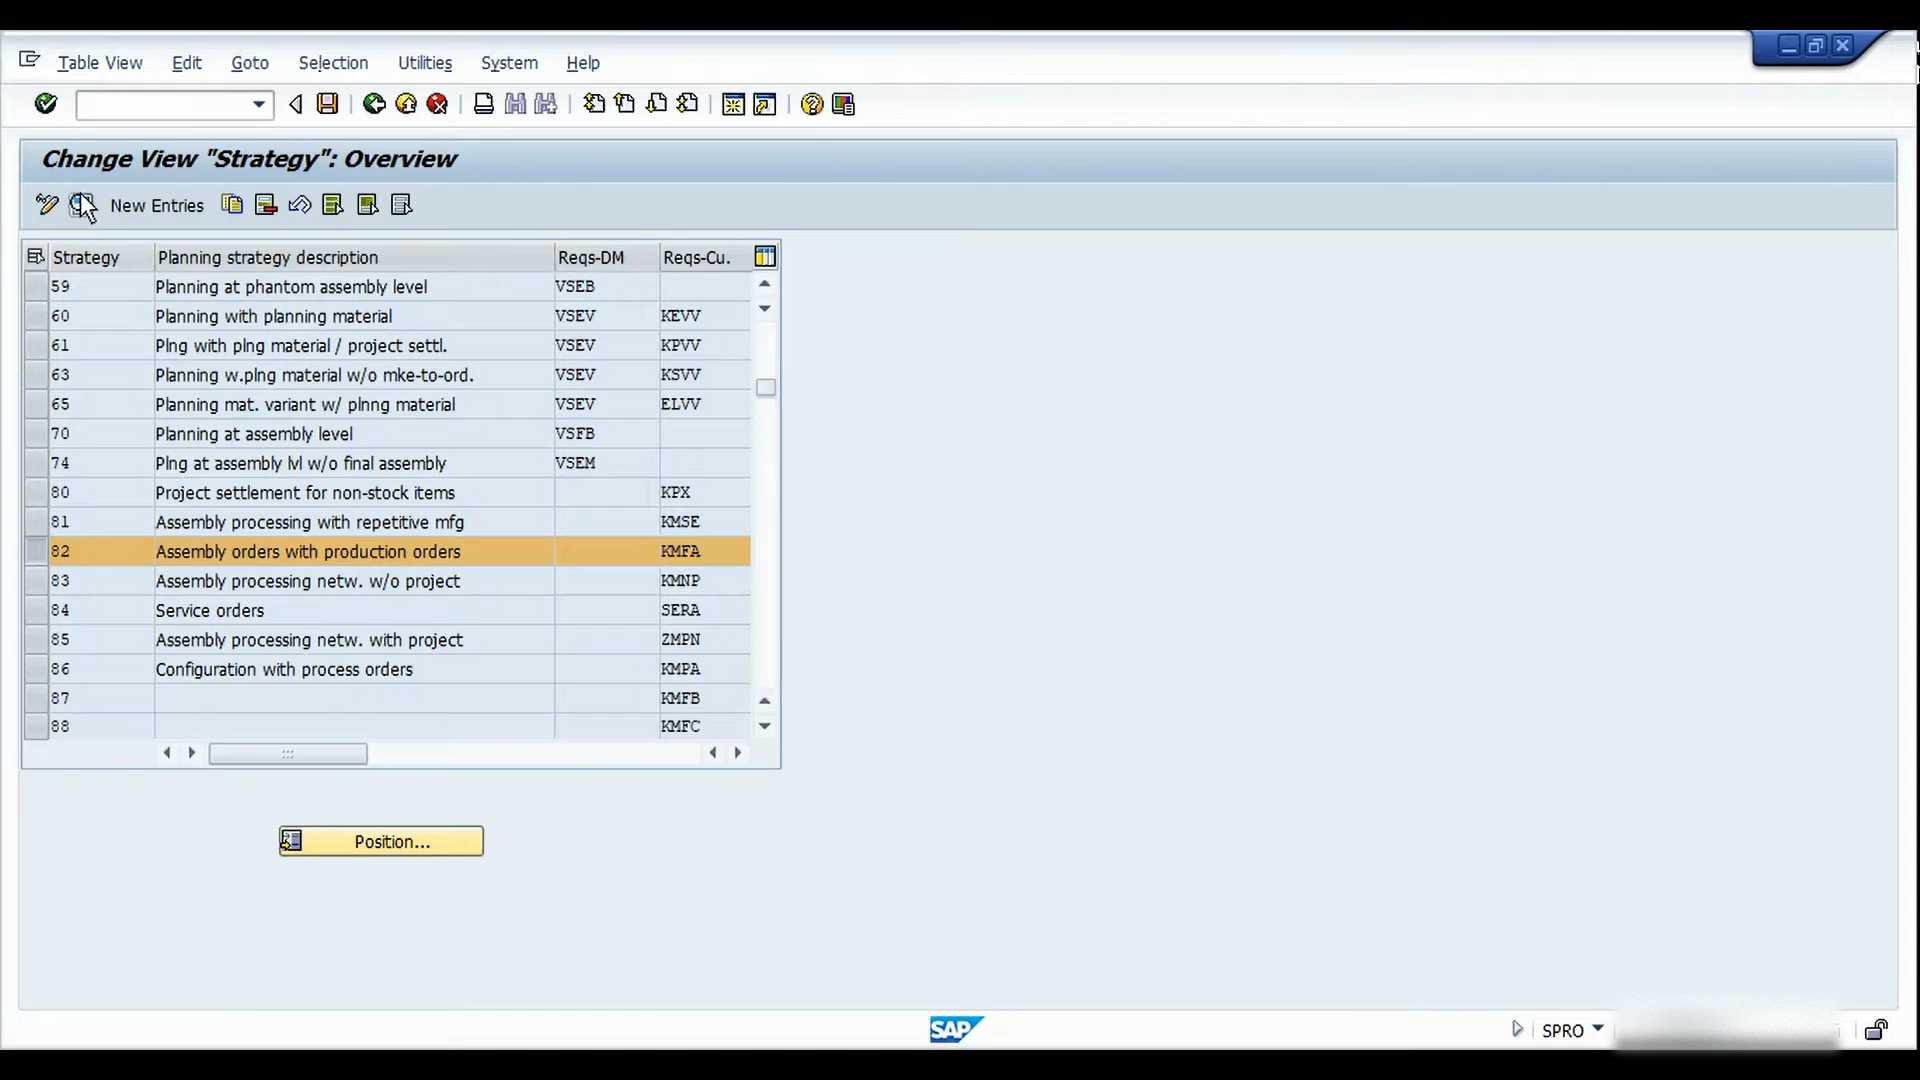 Table View Edit Goto Selection Utilities System Help
Change View "Strategy": Overview
New Entries
Strategy Planning strategy description Reqs-DM Reqs-Cu.
59 Planning at phantom assembly level VSEB
60 Planning with planning material VSEV KEVV
61 Plng with plng material / project settl. VSEV KPVV
63 Planning w.plng material w/o mke-to-ord. VSEV KSVV
65 Planning mat. variant w/ plnng material VSEV ELVV
70 Planning at assembly level VSFB
74 Plng at assembly lvl w/o final assembly VSEM
80 Project settlement for non-stock items KPX
81 Assembly processing with repetitive mfg KMSE
82 Assembly orders with production orders KMFA
83 Assembly processing netw. w/o project KMNP
84 Service orders SERA
85 Assembly processing netw. with project ZMPN
86 Configuration with process orders KMPA
87 KMFB
88 KMFC
Position...
SAP
SPRO